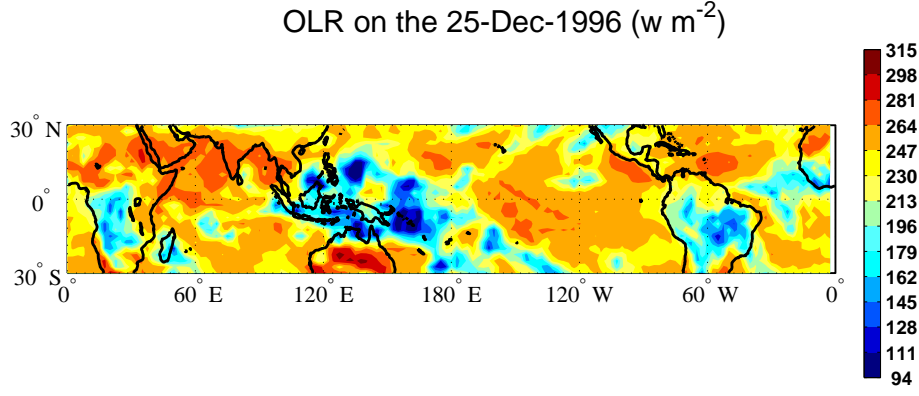 OLR on the 25-Dec-1996 (w m⁻²)
30° N
0°
30° S
0°
60° E
120° E
180° E
120° W
60° W
0°
315
298
281
264
247
230
213
196
179
162
145
128
111
94